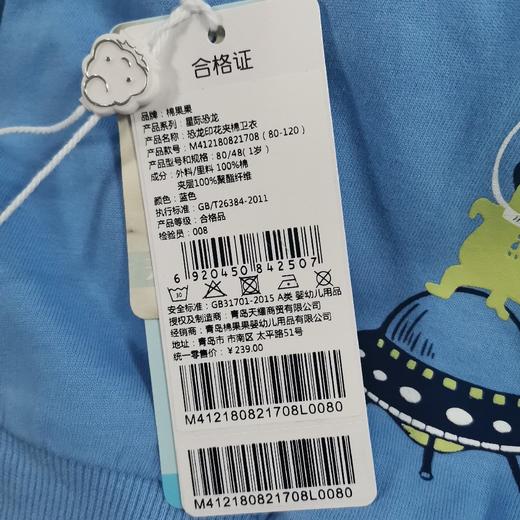 合格证
品牌：棉果果
产品系列：星际恐龙
产品名称：恐龙印花夹棉卫衣
产品款号：M412180821708（80-120）
产品型号和规格：80/48(1岁）
成分：外料/里料 100%棉
夹层100%聚酯纤维
颜色：蓝色
执行标准：GB/T26384-2011
产品等级：合格品
检验员：008
6 920450 842507
30
安全标准：GB31701-2015 A类 婴幼儿用品
授权及制造商：青岛天耀商贸有限公司
经销商：青岛棉果果婴幼儿用品有限公司
地址：青岛市 市南区 太平路51号
统一零售价：￥239.00
M412180821708L0080
M412180821708L0080